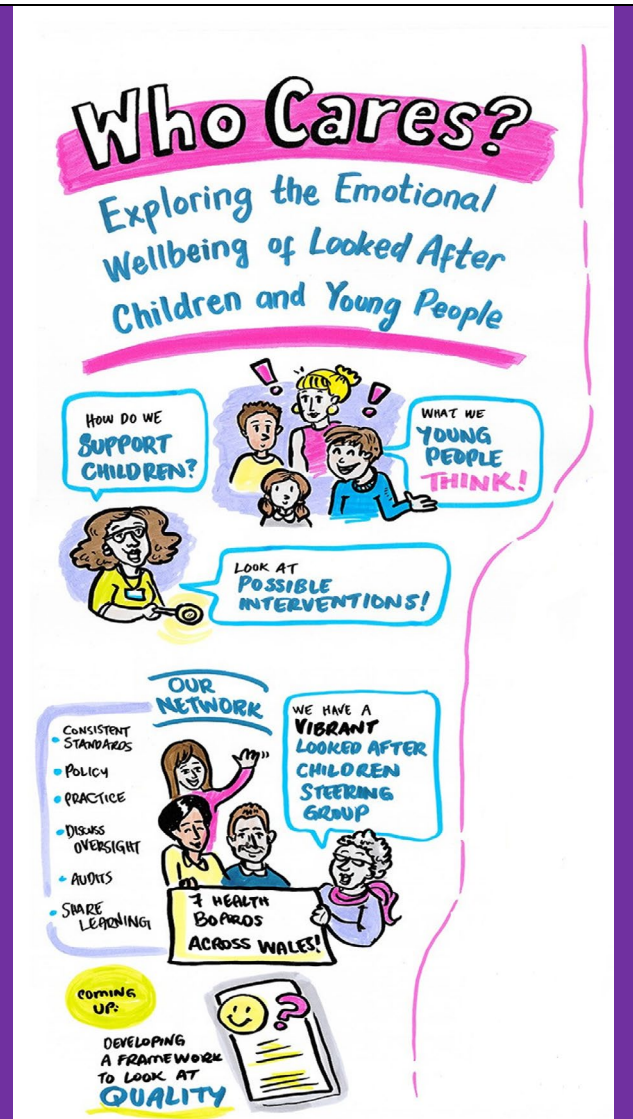 Who Cares?
Exploring the Emotional
Wellbeing of Looked After
Children and Young People
HOW DO WE
SUPPORT
CHILDREN?
WHAT WE
YOUNG
PEOPLE
THINK!
LOOK AT
POSSIBLE
INTERVENTIONS!
OUR
NETWORK
CONSISTENT
STANDARDS
POLICY
PRACTICE
DISCUSS
OVERSIGHT
AUDITS
SHARE
LEARNING
WE HAVE A
VIBRANT
LOOKED AFTER
CHILDREN
STEERING
GROUP
7 HEALTH
BOARDS
ACROSS WALES!
COMING
UP:
DEVELOPING
A FRAMEWORK
TO LOOK AT
QUALITY
?